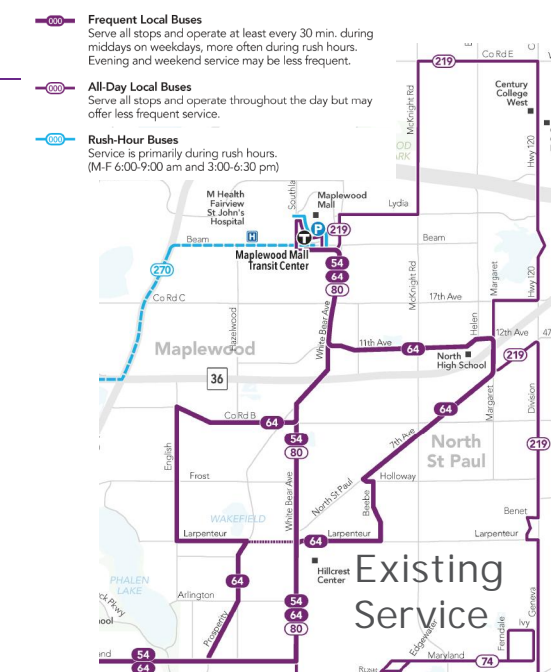 000
Frequent Local Buses
Serve all stops and operate at least every 30 min. during
middays on weekdays, more often during rush hours.
Evening and weekend service may be less frequent.
000
All-Day Local Buses
Serve all stops and operate throughout the day but may
offer less frequent service.
000
Rush-Hour Buses
Service is primarily during rush hours.
(M-F 6:00-9:00 am and 3:00-6:30 pm)
Co Rd E
219
Century
College
West
McKnight Rd
Hwy 120
M Health
Fairview
St John's
Hospital
Maplewood
Mall
Lydia
H
P
219
T
Beam
Beam
Maplewood Mall
Transit Center
54
64
80
270
McKnight Rd
Margaret
Hwy 120
Co Rd C
17th Ave
Hazelwood
White Bear Ave
Helen
12th Ave
47
11th Ave
64
Maplewood
North
High School
219
36
Margaret
Division
Co Rd B
64
64
54
80
7th Ave
North
St Paul
219
English
Frost
White Bear Ave
North St Paul
Holloway
Beebe
WAKEFIELD
Benet
Larpenteur
64
Larpenteur
Larpenteur
Hillcrest
Center
Existing
Service
PHALEN
LAKE
64
Arlington
54
64
80
Prosperity
Edgewater
Ferndale
Ivy
Geneva
Maryland
54
64
74